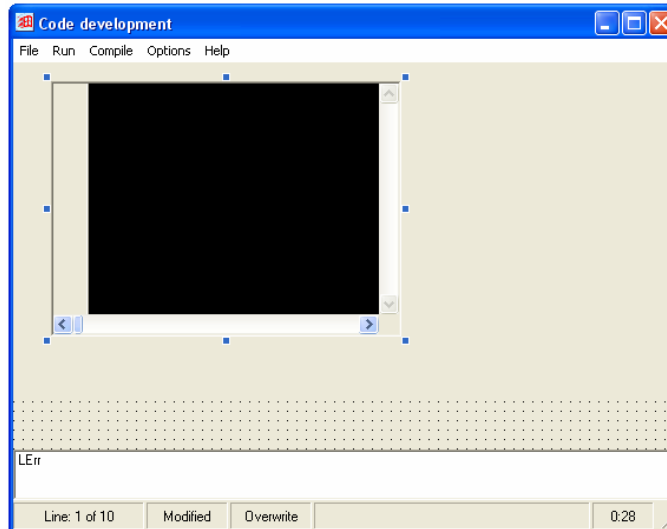 Code development
File Run Compile Options Help
LErr
Line: 1 of 10 Modified Overwrite 0:28